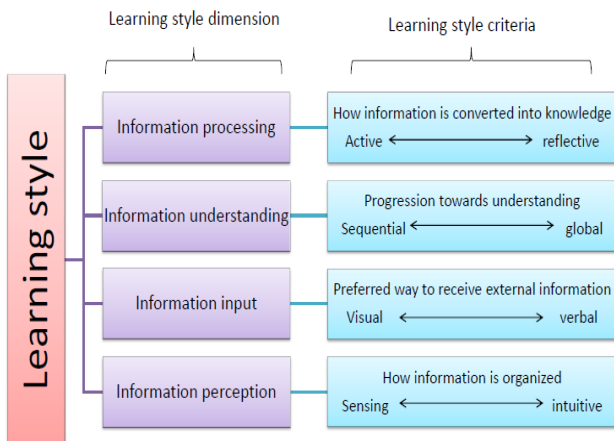 Learning style dimension
Learning style criteria
Learning style
Information processing
How information is converted into knowledge
Active reflective
Information understanding
Progression towards understanding
Sequential global
Information input
Preferred way to receive external information
Visual verbal
Information perception
How information is organized
Sensing intuitive